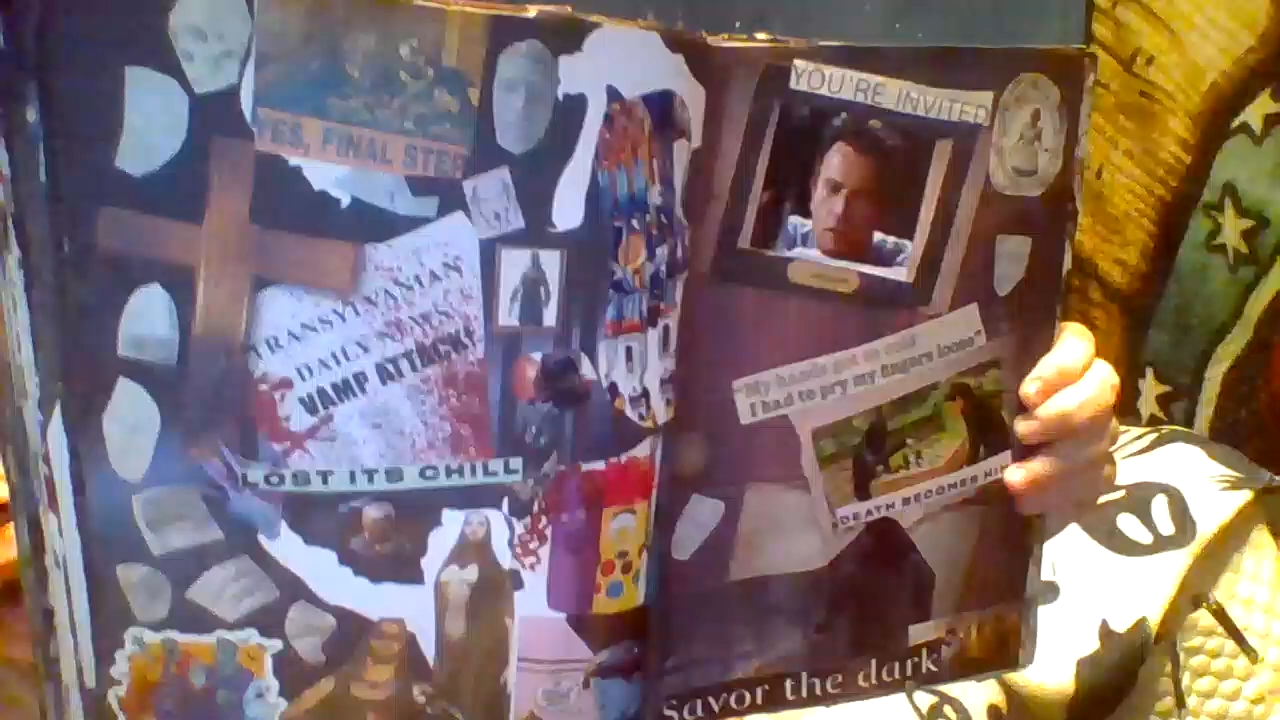 YES, FINAL STEP
TRANSYLVANIAN
DAILY NEWS:
VAMP ATTACK!
LOST ITS CHILL
YOU'RE INVITED
"My hands got so cold
I had to pry my fingers loose"
DEATH BECOMES HIM
Savor the dark